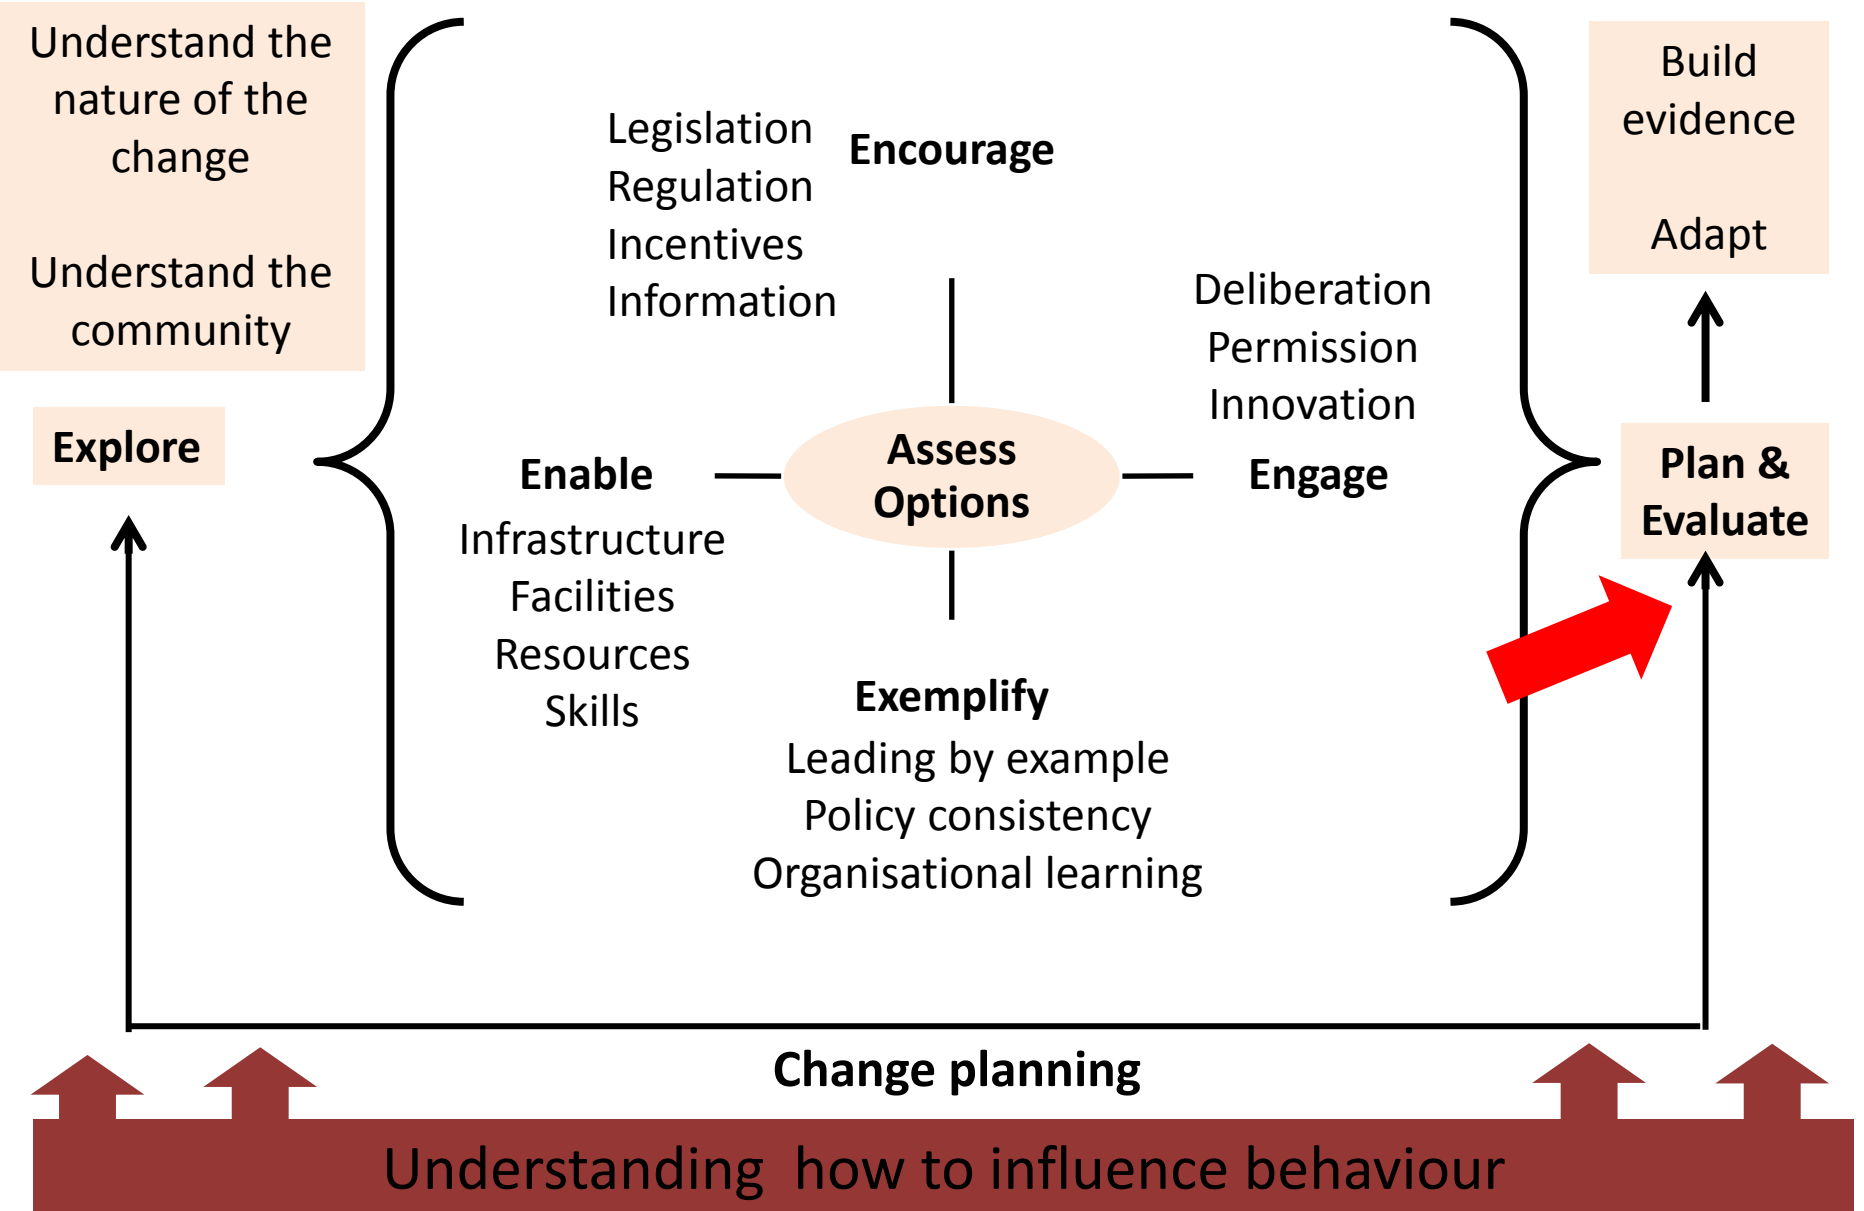 Understand the
nature of the
change
Understand the
community
Explore
Legislation
Regulation
Incentives
Information
Encourage
Deliberation
Permission
Innovation
Engage
Assess
Options
Enable
Infrastructure
Facilities
Resources
Skills
Exemplify
Leading by example
Policy consistency
Organisational learning
Build
evidence
Adapt
Plan &
Evaluate
Change planning
Understanding how to influence behaviour